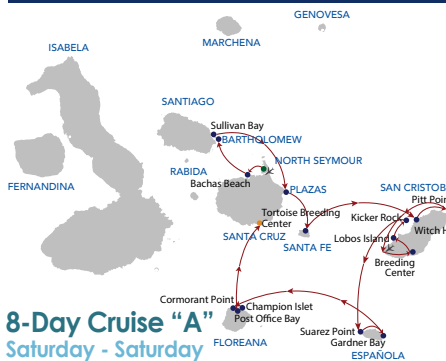 GENOVESA
MARCHENA
ISABELA
SANTIAGO
Sullivan Bay
BARTHOLOMEW
NORTH SEYMOUR
RABIDA
Bachas Beach
FERNANDINA
PLAZAS
SAN CRISTOB
Pitt Poin
Tortoise Breeding
Center
Kicker Rock
Witch H
SANTA CRUZ
SANTA FE
Lobos Island
Breeding
Center
Cormorant Point
Champion Islet
Post Office Bay
FLOREANA
Suarez Point
Gardner Bay
ESPAÑOLA
8-Day Cruise “A”
Saturday - Saturday